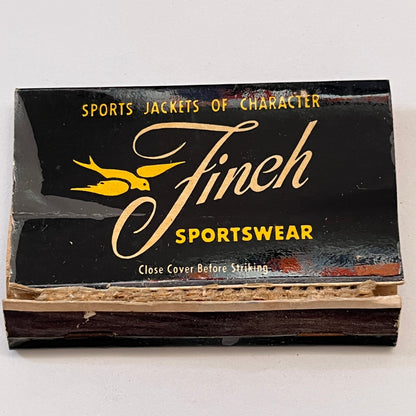 SPORTS JACKETS OF CHARACTER
Finch
SPORTSWEAR
Close Cover Before Striking